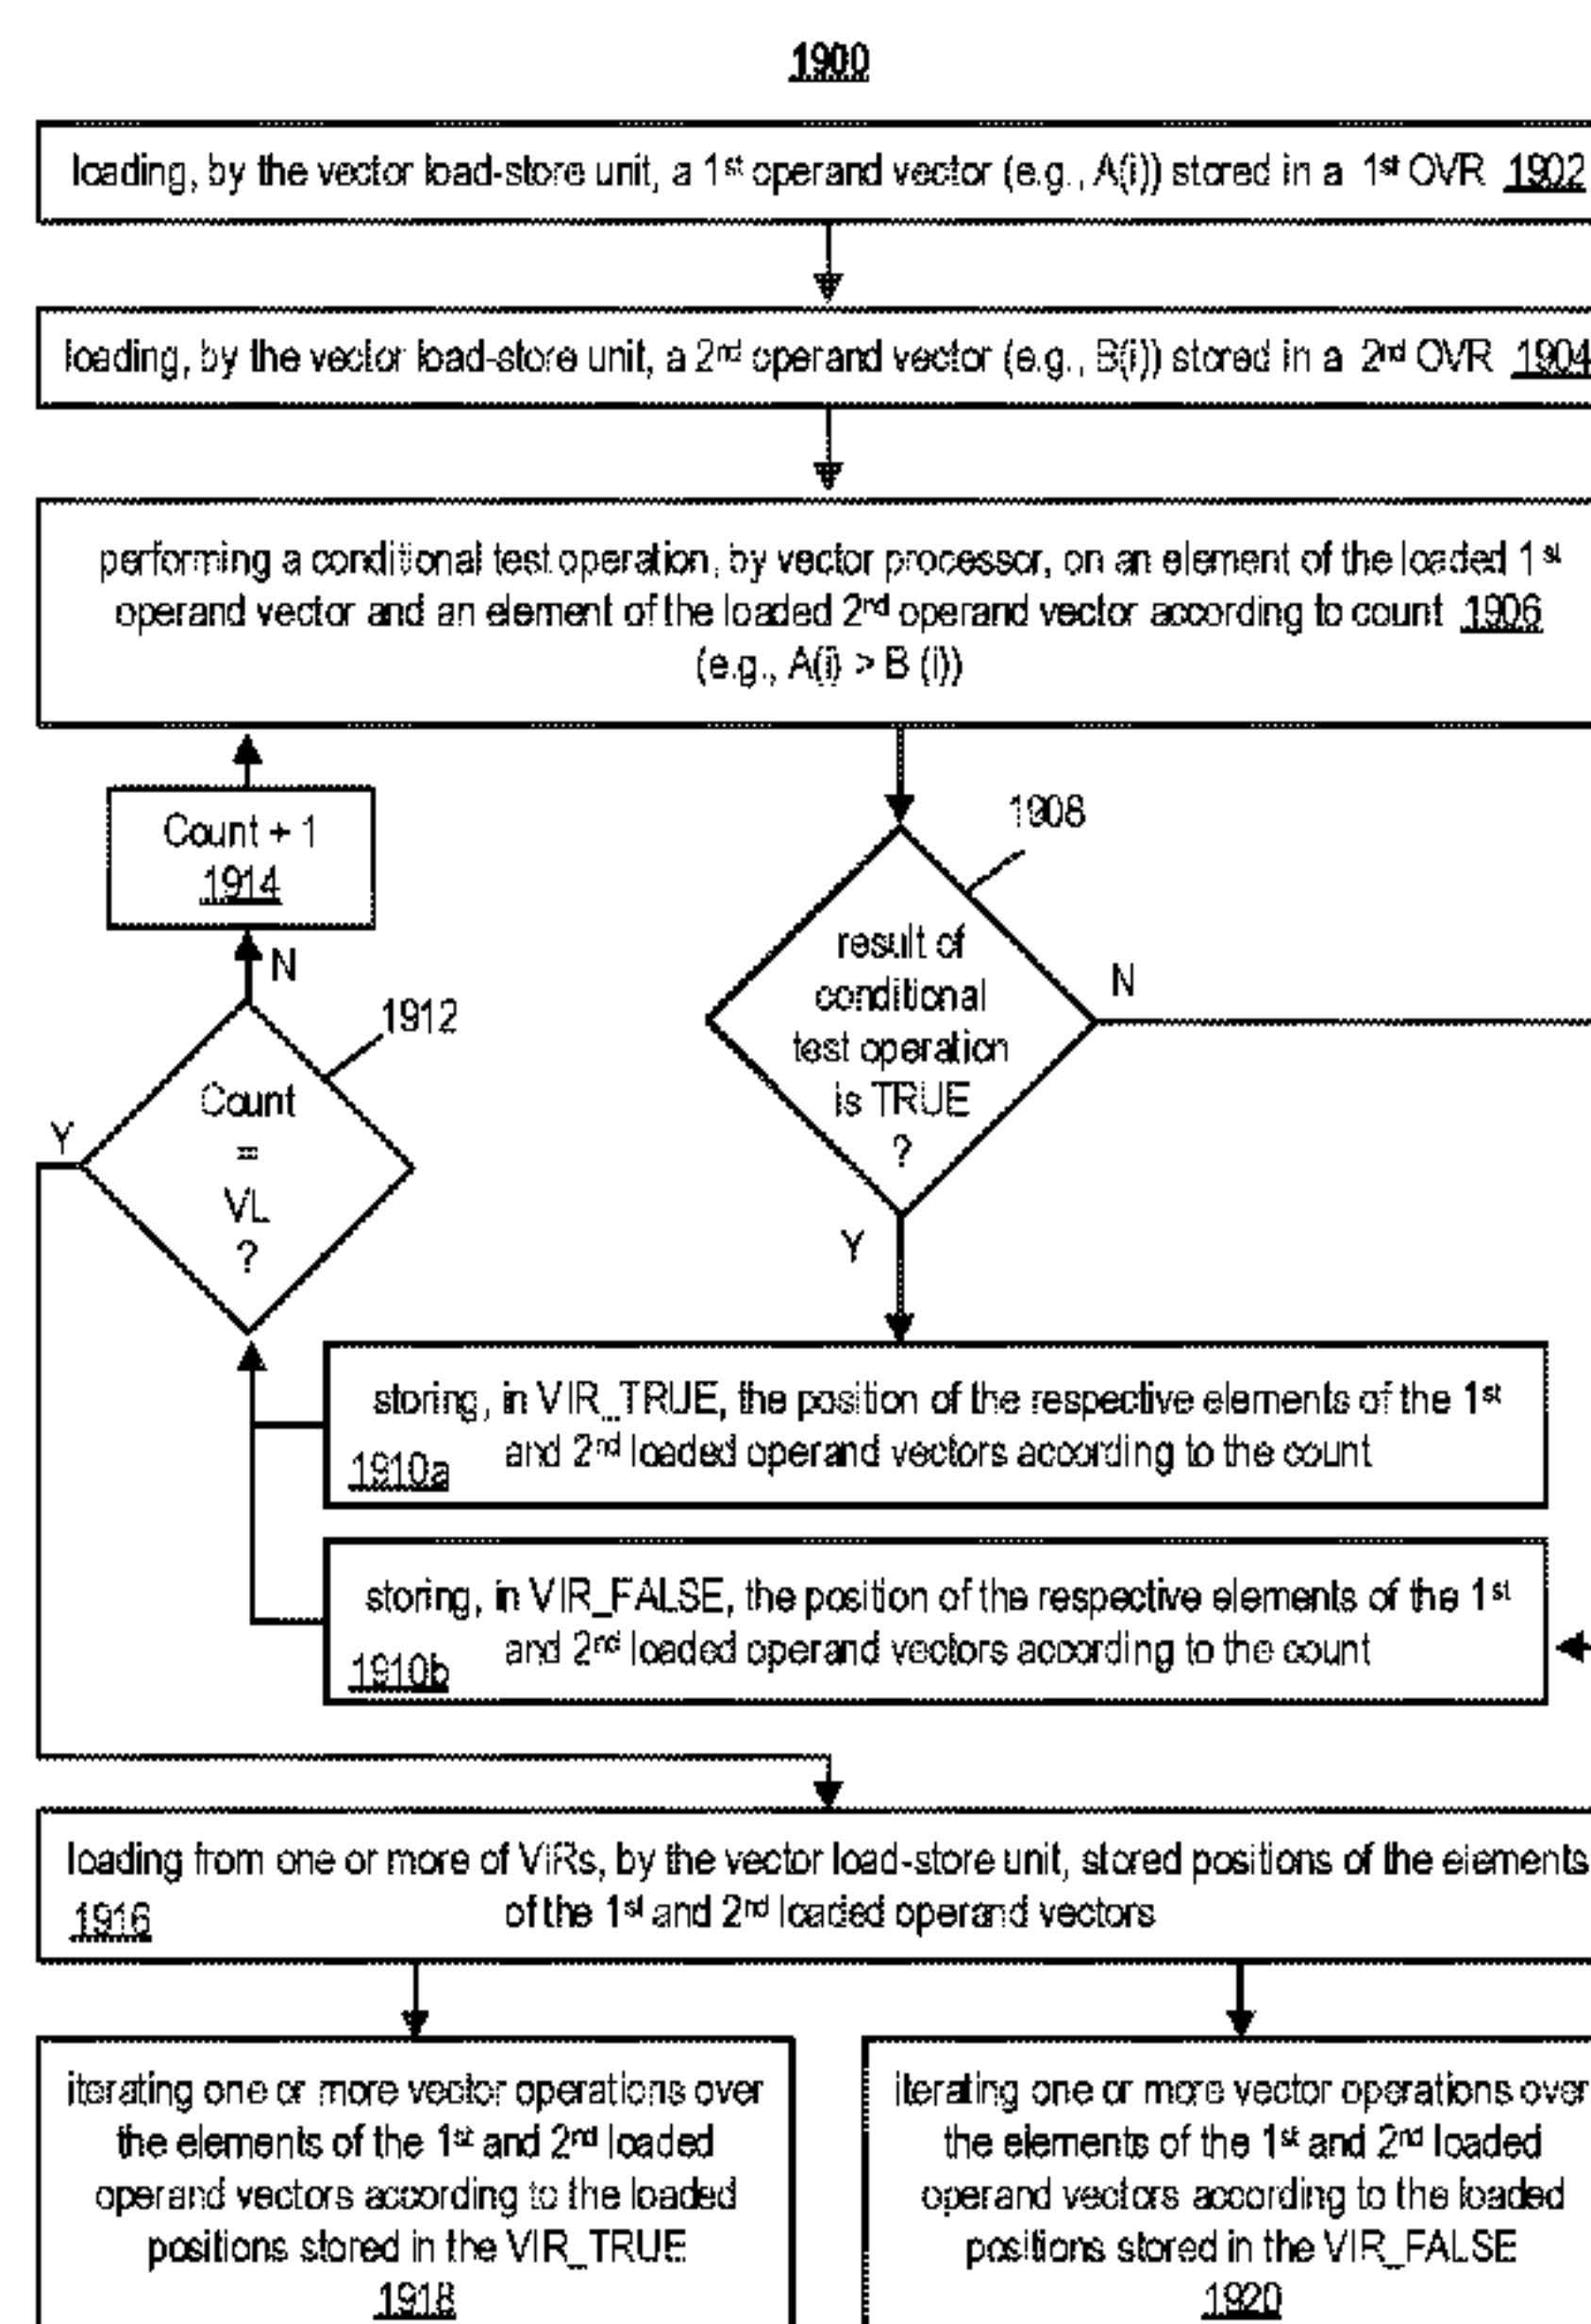 1900
loading, by the vector load-store unit, a 1st operand vector (e.g., A(i)) stored in a 1st OVR 1902
loading, by the vector load-store unit, a 2nd operand vector (e.g., B(i)) stored in a 2nd OVR 1904
performing a conditional test operation, by vector processor, on an element of the loaded 1st
operand vector and an element of the loaded 2nd operand vector according to count 1906
(e.g., A(i) > B (i))
Count + 1
1914
N
1912
Count
=
VL
?
Y
1908
result of
conditional
test operation
is TRUE
?
N
Y
storing, in VIR_TRUE, the position of the respective elements of the 1st
and 2nd loaded operand vectors according to the count
1910a
storing, in VIR_FALSE, the position of the respective elements of the 1st
and 2nd loaded operand vectors according to the count
1910b
loading from one or more of VIRs, by the vector load-store unit, stored positions of the elements
of the 1st and 2nd loaded operand vectors
1916
iterating one or more vector operations over
the elements of the 1st and 2nd loaded
operand vectors according to the loaded
positions stored in the VIR_TRUE
1918
iterating one or more vector operations over
the elements of the 1st and 2nd loaded
operand vectors according to the loaded
positions stored in the VIR_FALSE
1920